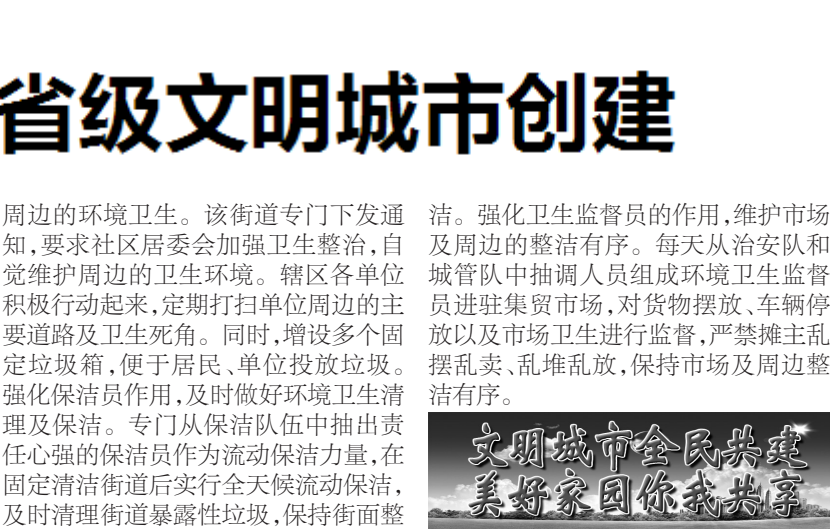 省级文明城市创建
周边的环境卫生。该街道专门下发通
知,要求社区居委会加强卫生整治,自
觉维护周边的卫生环境。辖区各单位
积极行动起来,定期打扫单位周边的主
要道路及卫生死角。同时,增设多个固
定垃圾箱,便于居民、单位投放垃圾。
强化保洁员作用,及时做好环境卫生清
理及保洁。专门从保洁队伍中抽出责
任心强的保洁员作为流动保洁力量,在
固定清洁街道后实行全天候流动保洁,
及时清理街道暴露性垃圾,保持街面整
洁。强化卫生监督员的作用,维护市场
及周边的整洁有序。每天从治安队和
城管队中抽调人员组成环境卫生监督
员进驻集贸市场,对货物摆放、车辆停
放以及市场卫生进行监督,严禁摊主乱
摆乱卖、乱堆乱放,保持市场及周边整
洁有序。
文明城市全民共建
美好家园你我共享